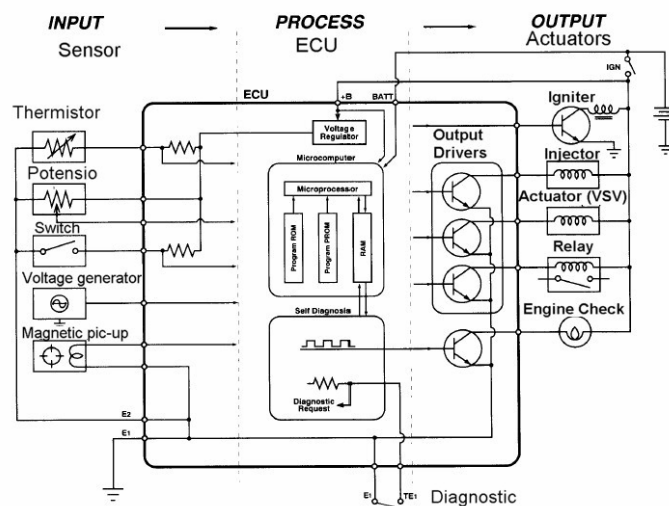 INPUT
PROCESS
OUTPUT
Sensor
ECU
Actuators
IGN
ECU
+B
BATT
Thermistor
Voltage
Regulator
Igniter
Output
Drivers
Microcomputer
Injector
Potensio
Microprocessor
Actuator (VSV)
Switch
Program ROM
Program PROM
RAM
Relay
Voltage generator
Self Diagnosis
Engine Check
Magnetic pic-up
Diagnostic
Request
E2
E1
E1
TE1
Diagnostic